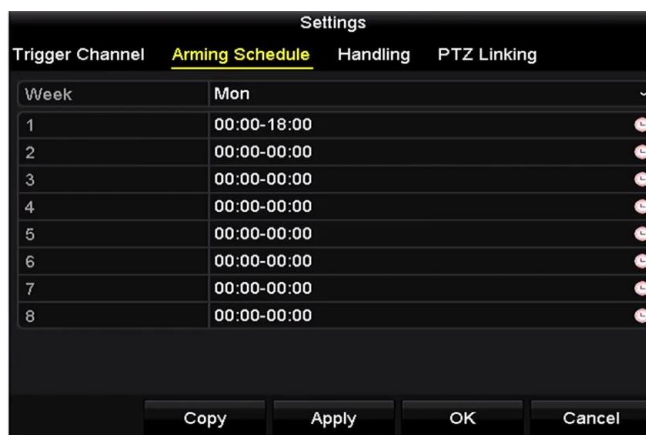 Settings
Trigger Channel Arming Schedule Handling PTZ Linking
Week Mon
1 00:00-18:00
2 00:00-00:00
3 00:00-00:00
4 00:00-00:00
5 00:00-00:00
6 00:00-00:00
7 00:00-00:00
8 00:00-00:00
Copy Apply OK Cancel